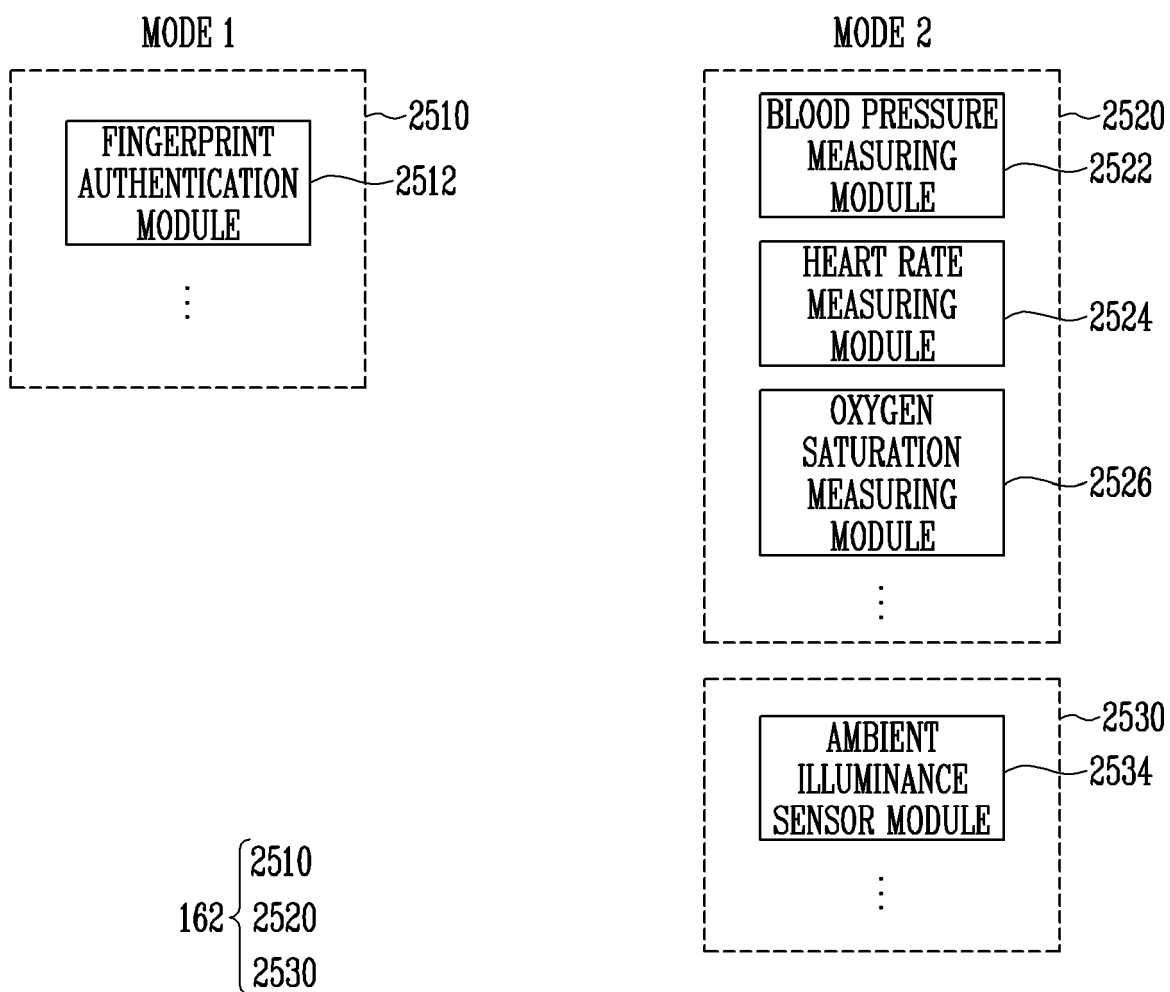 MODE 1
FINGERPRINT
AUTHENTICATION
MODULE
2510
2512
MODE 2
BLOOD PRESSURE
MEASURING
MODULE
2520
2522
HEART RATE
MEASURING
MODULE
2524
OXYGEN
SATURATION
MEASURING
MODULE
2526
AMBIENT
ILLUMINANCE
SENSOR MODULE
2530
2534
162
2510
2520
2530